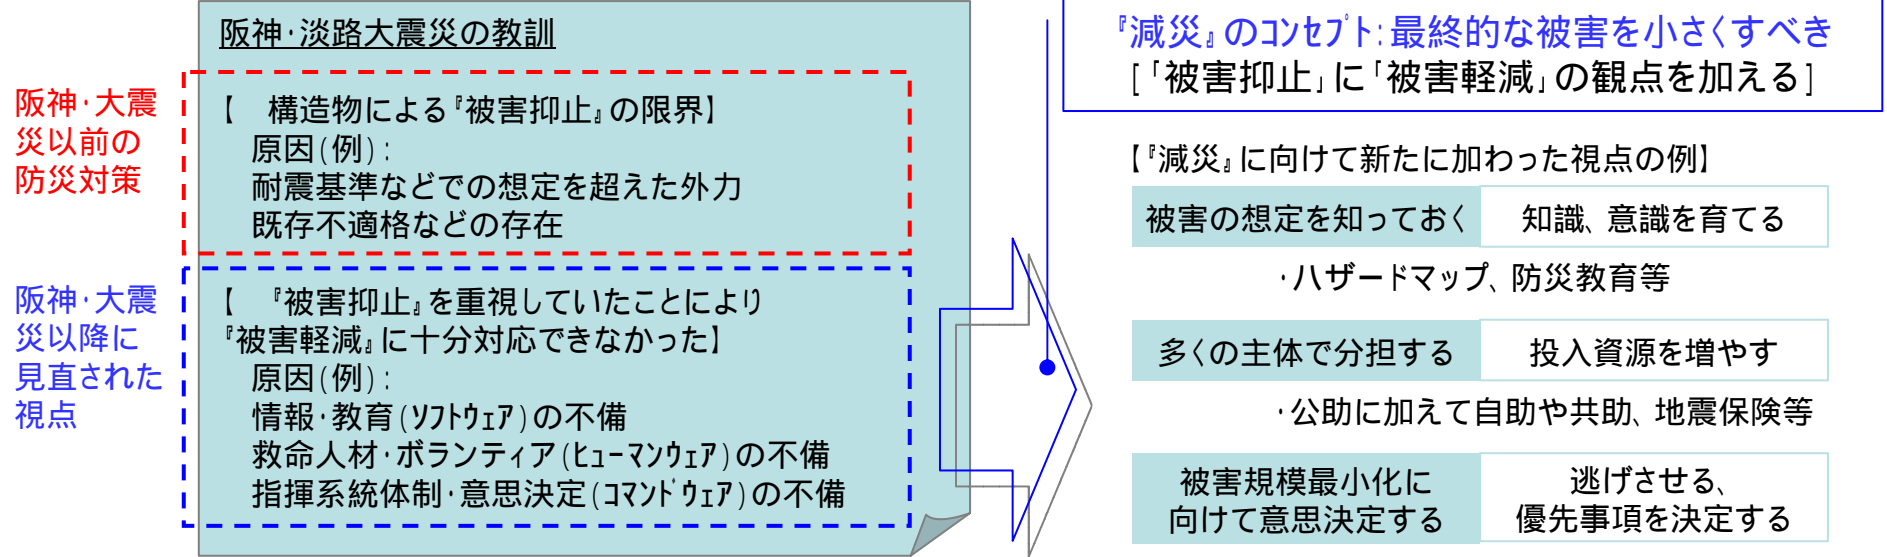 阪神・淡路大震災の教訓
阪神・大震
災以前の
防災対策
【　構造物による『被害抑止』の限界】
原因(例):
耐震基準などでの想定を超えた外力
既存不適格などの存在
阪神・大震
災以降に
見直された
視点
【　『被害抑止』を重視していたことにより
『被害軽減』に十分対応できなかった】
原因(例):
情報・教育(ソフトウェア)の不備
救命人材・ボランティア(ヒューマンウェア)の不備
指揮系統体制・意思決定(コマンドウェア)の不備
『減災』のコンセプト:最終的な被害を小さくすべき
[「被害抑止」に「被害軽減」の観点を加える]
【『減災』に向けて新たに加わった視点の例】
被害の想定を知っておく　知識、意識を育てる
・ハザードマップ、防災教育等
多くの主体で分担する　投入資源を増やす
・公助に加えて自助や共助、地震保険等
被害規模最小化に
向けて意思決定する
逃げさせる、
優先事項を決定する